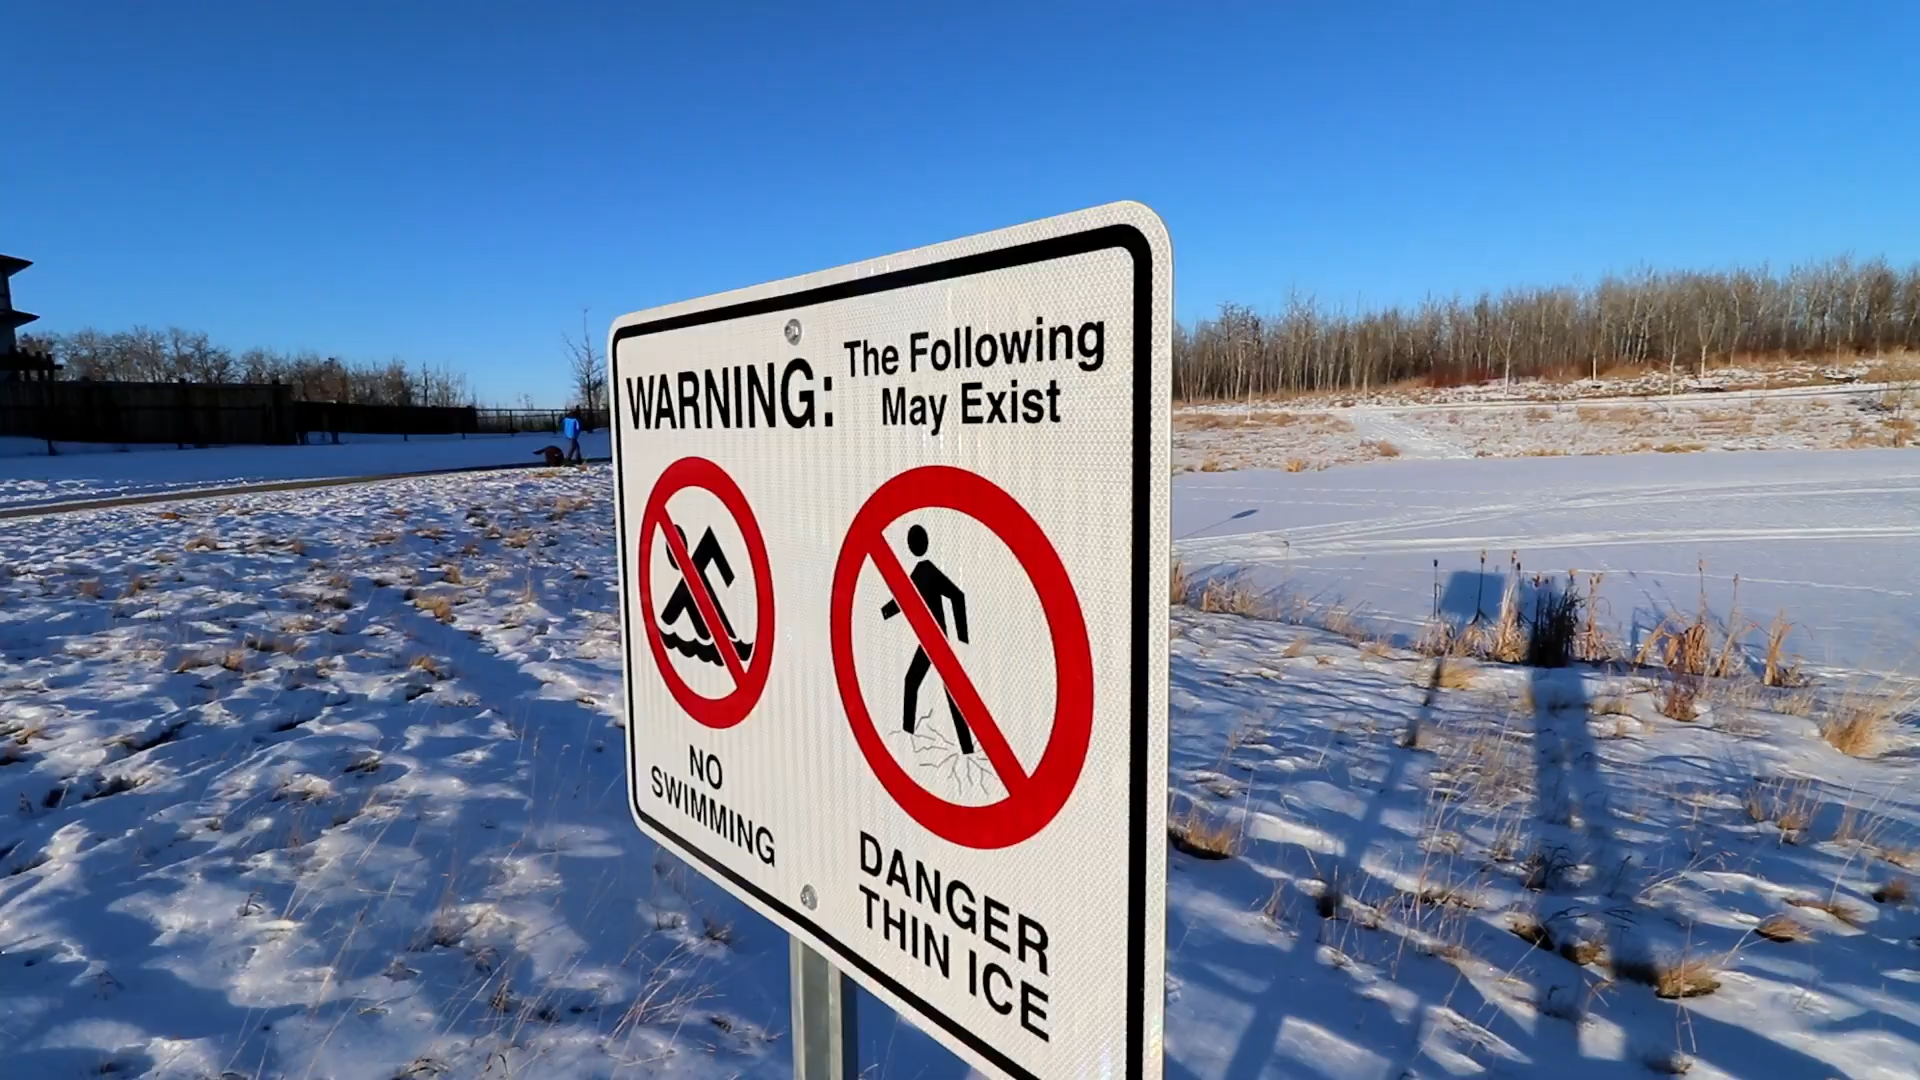 WARNING: The Following
May Exist
NO
SWIMMING
DANGER
THIN ICE